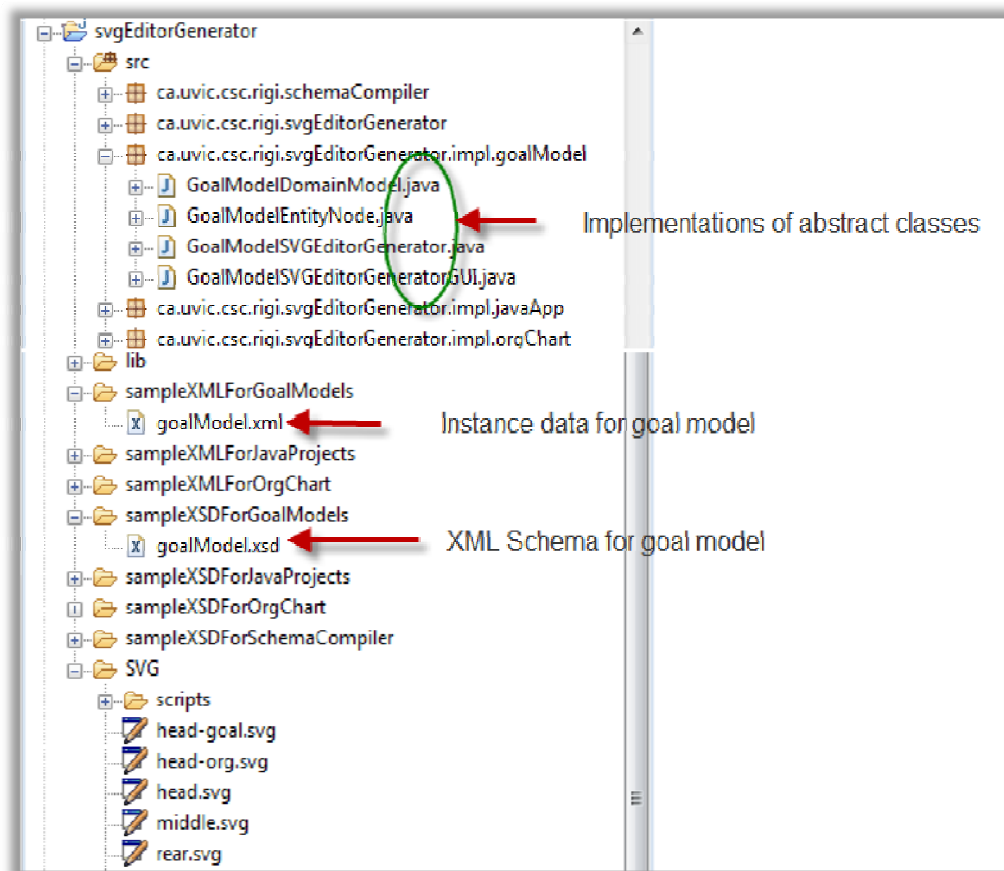 svgEditorGenerator
src
ca.uvic.csc.rigi.schemaCompiler
ca.uvic.csc.rigi.svgEditorGenerator
ca.uvic.csc.rigi.svgEditorGenerator.impl.goalModel
GoalModelDomainModel.java
GoalModelEntityNode.java Implementations of abstract classes
GoalModelSVGEditorGenerator.java
GoalModelSVGEditorGeneratorGUI.java
ca.uvic.csc.rigi.svgEditorGenerator.impl.javaApp
ca.uvic.csc.rigi.svgEditorGenerator.impl.orgChart
lib
sampleXMLForGoalModels
goalModel.xml Instance data for goal model
sampleXMLForJavaProjects
sampleXMLForOrgChart
sampleXSDForGoalModels
goalModel.xsd XML Schema for goal model
sampleXSDForJavaProjects
sampleXSDForOrgChart
sampleXSDForSchemaCompiler
SVG
scripts
head-goal.svg
head-org.svg
head.svg
middle.svg
rear.svg